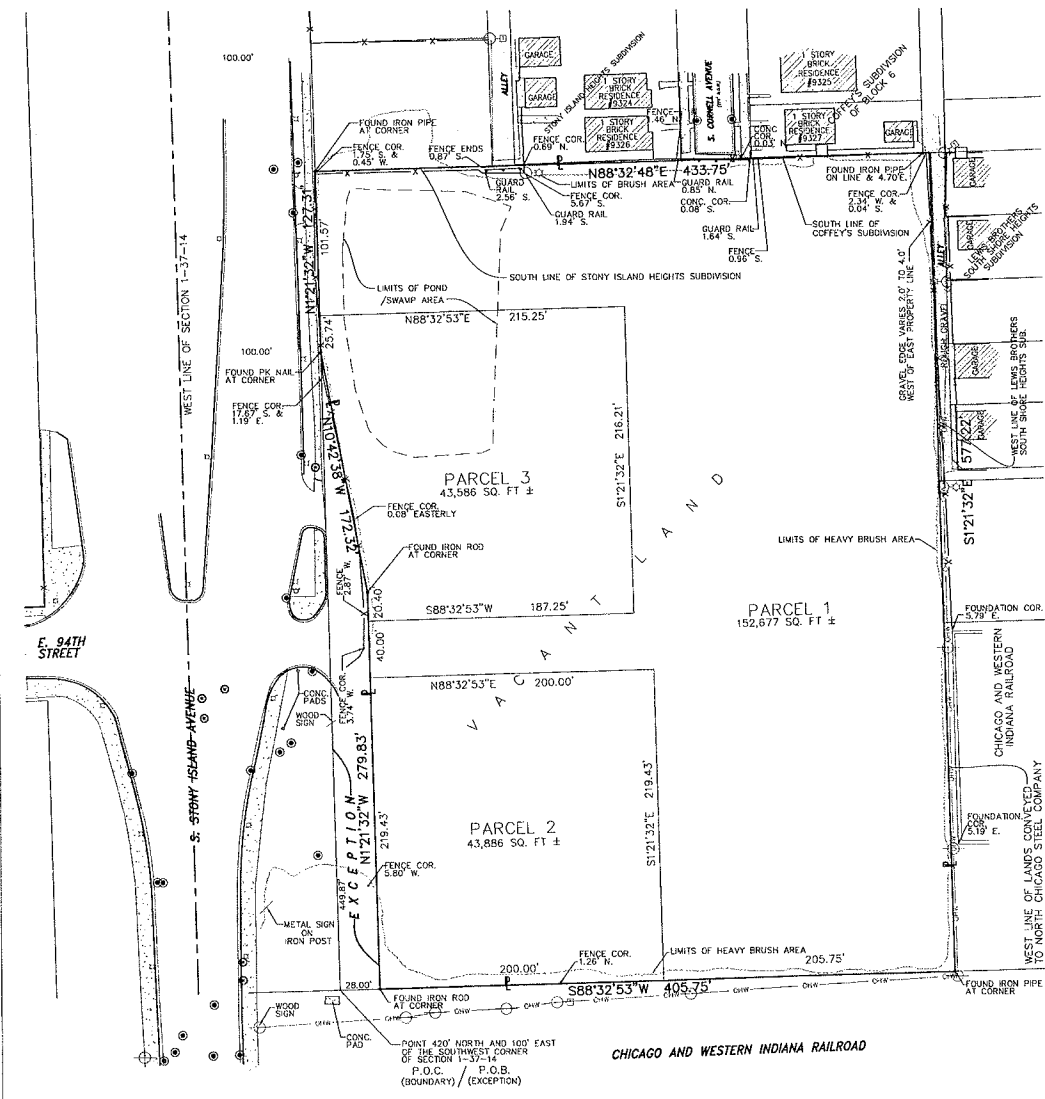 100.00'
GARAGE
GARAGE
ALLEY
STONY ISLAND HEIGHTS SUBDIVISION
1 STORY
BRICK
RESIDENCE
#9324
1 STORY
BRICK
RESIDENCE
#9326
S. CORNELL AVENUE
1 STORY
BRICK
RESIDENCE
#9325
1 STORY
BRICK
RESIDENCE
#9327
COFFEY'S SUBDIVISION
OF BLOCK 6
GARAGE
FOUND IRON PIPE
AT CORNER
FENCE COR.
1.75' S. &
0.45' W.
FENCE ENDS
0.87' S.
FENCE COR.
0.69' N.
FENCE
1.46' N.
CONC
COR.
0.03' N
N88°32'48"E 433.75'
GUARD
RAIL
2.56' S.
LIMITS OF BRUSH AREA
FENCE COR.
5.67' S.
GUARD RAIL
1.94' S.
GUARD RAIL
0.85' N.
CONC. COR.
0.08' S.
GUARD RAIL
1.64' S.
FENCE
0.96' S.
FOUND IRON PIPE
ON LINE & 4.70'E.
FENCE COR.
2.34' W. &
0.04' S.
SOUTH LINE OF
COFFEY'S SUBDIVISION
GARAGE
GARAGE
ALLEY
LEWIS BROTHERS
SOUTH SHORE HEIGHTS
SUBDIVISION
WEST LINE OF SECTION 1-37-14
N1°21'32"W 127.31'
101.57'
SOUTH LINE OF STONY ISLAND HEIGHTS SUBDIVISION
LIMITS OF POND
/SWAMP AREA
N88°32'53"E 215.25'
25.74'
100.00'
FOUND PK NAIL
AT CORNER
FENCE COR.
17.67' S. &
1.19' E.
GRAVEL EDGE VARIES 2.0' TO 4.0'
WEST OF EAST PROPERTY LINE
ROUGH GRAVEL
GARAGE
GARAGE
WEST LINE OF LEWIS BROTHERS
SOUTH SHORE HEIGHTS SUB.
N10°42'38"W 172.32'
PARCEL 3
43,586 SQ. FT ±
S1°21'32"E 216.21'
S1°21'32"E 577.22
FENCE COR.
0.08' EASTERLY
FOUND IRON ROD
AT CORNER
FENCE
2.87' W.
LIMITS OF HEAVY BRUSH AREA
VACANT LAND
20.40'
S88°32'53"W 187.25'
PARCEL 1
152,677 SQ. FT ±
FOUNDATION COR.
5.79' E.
E. 94TH
STREET
40.00'
N88°32'53"E 200.00'
CONC.
PADS
WOOD
SIGN
FENCE COR.
3.74' W.
CHICAGO AND WESTERN
INDIANA RAILROAD
S. STONY ISLAND AVENUE
EXCEPTION
N1°21'32"W 279.83'
219.43'
PARCEL 2
43,886 SQ. FT ±
S1°21'32"E 219.43'
FOUNDATION
COR.
5.19' E.
FENCE COR.
5.80' W.
449.87'
METAL SIGN
ON
IRON POST
WEST LINE OF LANDS CONVEYED
TO NORTH CHICAGO STEEL COMPANY
FENCE COR.
1.26' N.
LIMITS OF HEAVY BRUSH AREA
200.00'
205.75'
28.00'
S88°32'53"W 405.75'
FOUND IRON ROD
AT CORNER
FOUND IRON PIPE
AT CORNER
WOOD
SIGN
OHW OHW OHW OHW OHW OHW OHW
CONC.
PAD
POINT 420' NORTH AND 100' EAST
OF THE SOUTHWEST CORNER
OF SECTION 1-37-14
P.O.C. / P.O.B.
(BOUNDARY) / (EXCEPTION)
CHICAGO AND WESTERN INDIANA RAILROAD